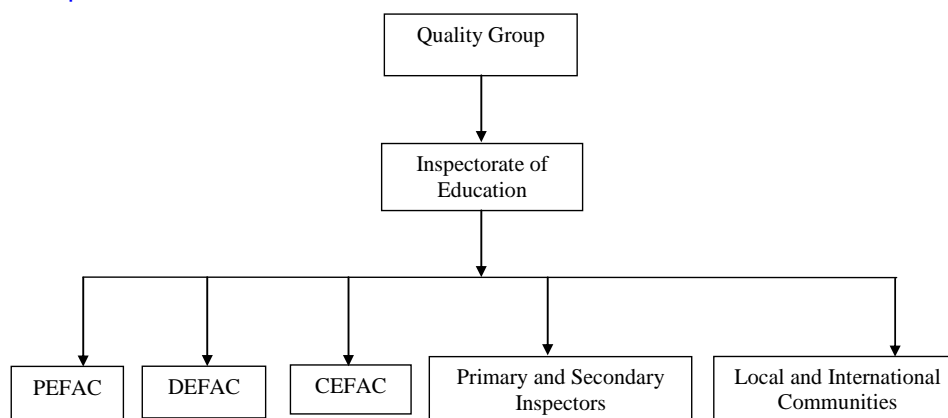 Quality Group
Inspectorate of
Education
PEFAC
DEFAC
CEFAC
Primary and Secondary
Inspectors
Local and International
Communities